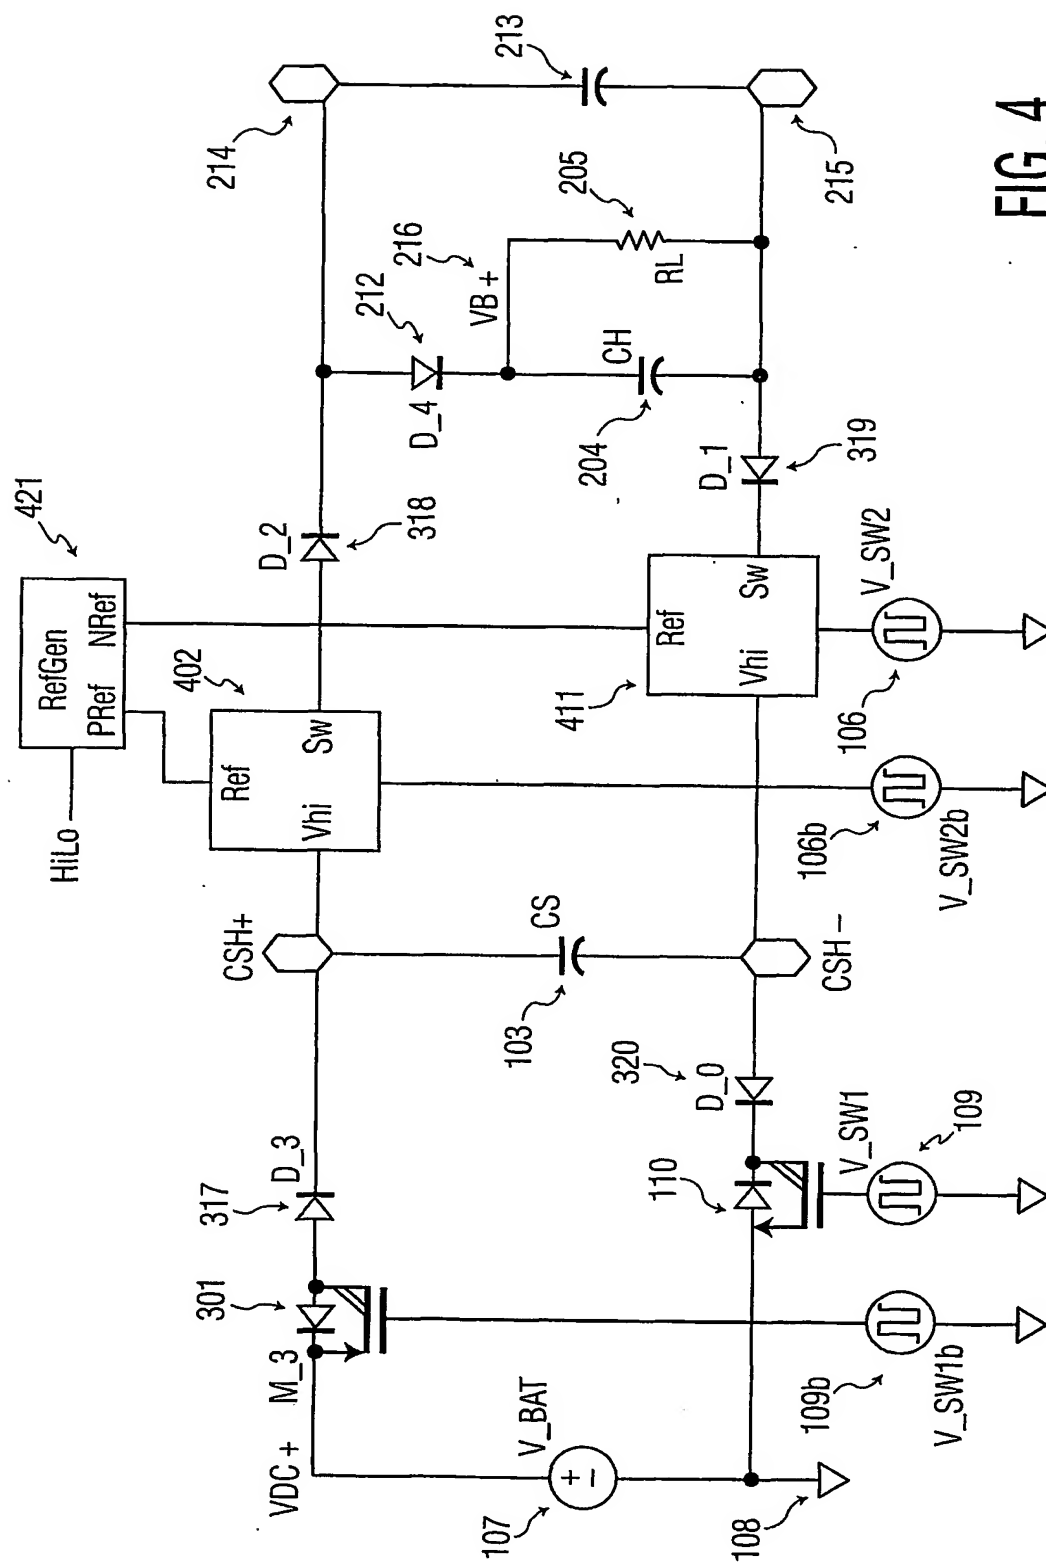 FIG. 4
421
RefGen
PRef NRef
HiLo
402
Ref
Vhi Sw
D_2
318
214
213
215
212
D_4
216
VB+
205
RL
CH
204
D_1
319
411
Ref
Vhi Sw
106
V_SW2
106b
V_SW2b
CSH+
CS
103
CSH-
320
D_0
110
V_SW1
109
317
D_3
301
M_3
109b
V_SW1b
VDC+
V_BAT
107
+
-
108